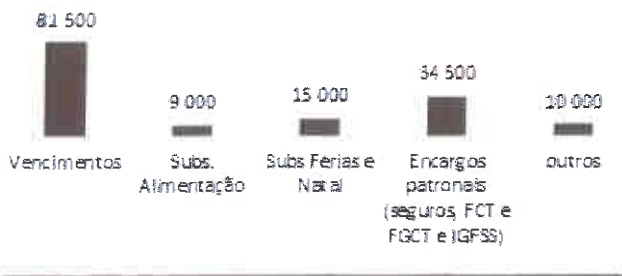 81 500
9 000
15 000
34 500
10 000
Vencimentos
Subs.
Alimentação
Subs Ferias e
Natal
Encargos
patronais
(seguros, FCT e
FGCT e IGFSS)
outros